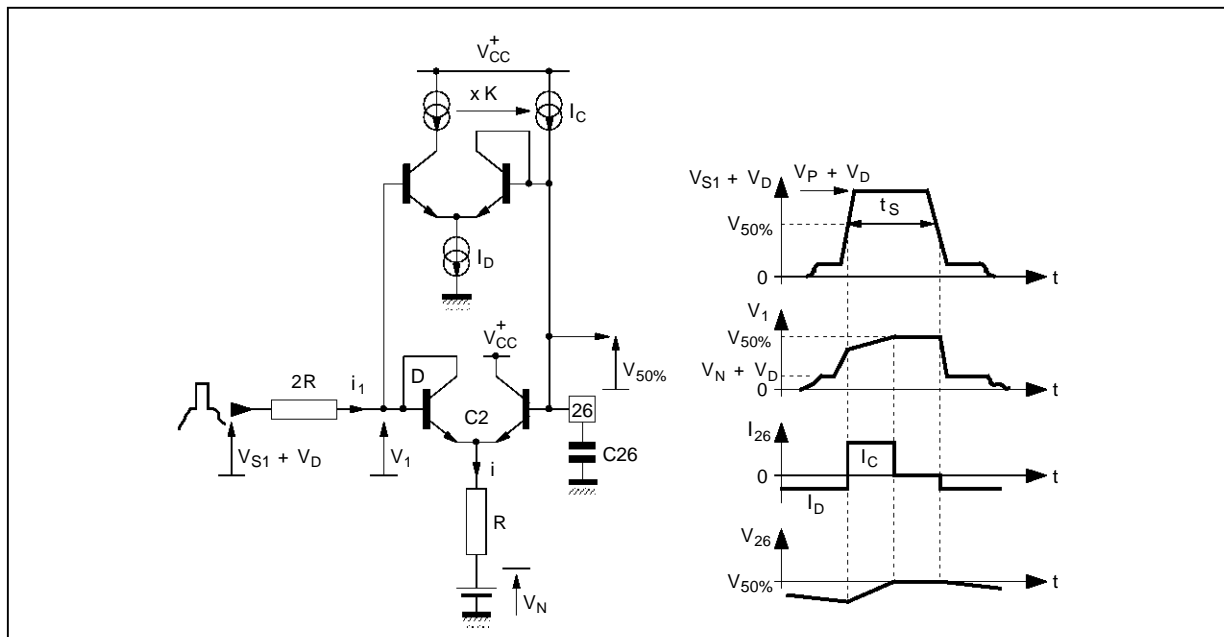 V+CC
x K
IC
ID
V+CC
V50%
2R
i1
D
C2
26
C26
VS1 + VD
V1
i
R
VN
VS1 + VD
VP + VD
tS
V50%
0
t
V1
V50%
VN + VD
0
t
I26
IC
0
t
ID
V26
V50%
t